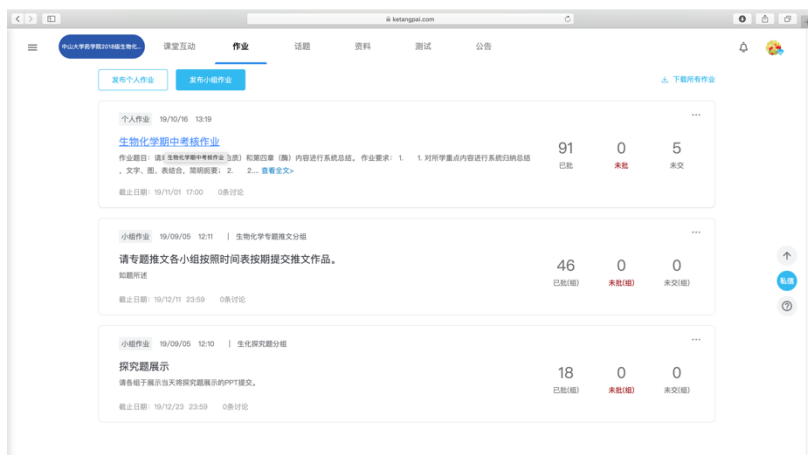 ketangpai.com
中山大学药学院2018级生物化...
课堂互动
作业
话题
资料
测试
公告
发布个人作业
发布小组作业
下载所有作业
个人作业 19/10/16 13:19
生物化学期中考核作业
作业题目：请 生物化学期中考核作业 质）和第四章（酶）内容进行系统总结。作业要求： 1. 1. 对所学重点内容进行系统归纳总结
，文字、图、表结合，简明扼要； 2. 2.... 查看全文>
截止日期：19/11/01 17:00 0条讨论
91 0 5
已批 未批 未交
小组作业 19/09/05 12:11 | 生物化学专题推文分组
请专题推文各小组按照时间表按期提交推文作品。
如题所述
截止日期：19/12/11 23:59 0条讨论
46 0 0
已批(组) 未批(组) 未交(组)
小组作业 19/09/05 12:10 | 生化探究题分组
探究题展示
请各组于展示当天将探究题展示的PPT提交。
截止日期：19/12/23 23:59 0条讨论
18 0 0
已批(组) 未批(组) 未交(组)
私信